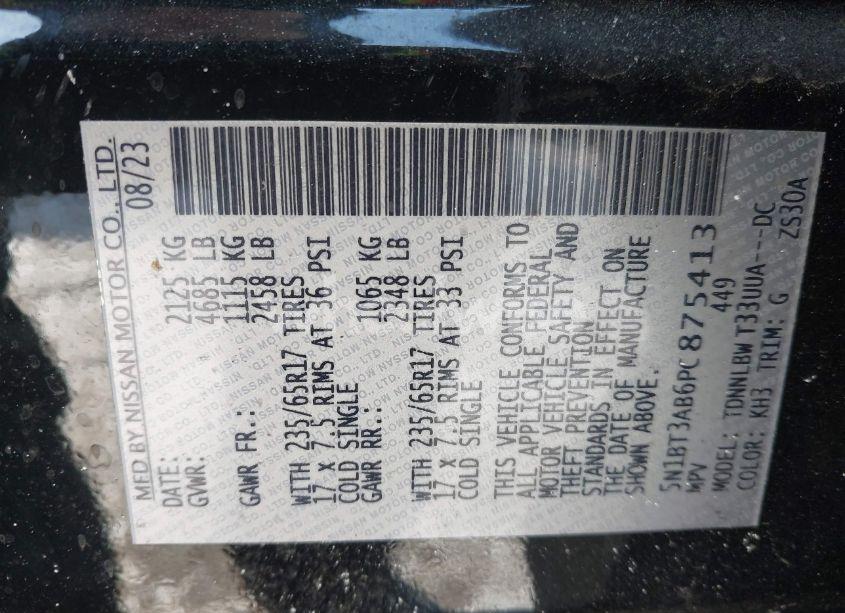 MFD BY NISSAN MOTOR CO., LTD.
DATE: 08/23
GVWR: 2125 KG
4685 LB
GAWR FR.: 1115 KG
2458 LB
WITH 235/65R17 TIRES
17 X 7.5 RIMS AT 36 PSI
COLD SINGLE
GAWR RR.: 1065 KG
2348 LB
WITH 235/65R17 TIRES
17 X 7.5 RIMS AT 33 PSI
COLD SINGLE
THIS VEHICLE CONFORMS TO
ALL APPLICABLE FEDERAL
MOTOR VEHICLE SAFETY AND
THEFT PREVENTION
STANDARDS IN EFFECT ON
THE DATE OF MANUFACTURE
SHOWN ABOVE.
5N1BT3AB6PC875413
MPV 449
MODEL: TDNNLBW T33UUA---DC
COLOR: KH3 TRIM: G ZS30A